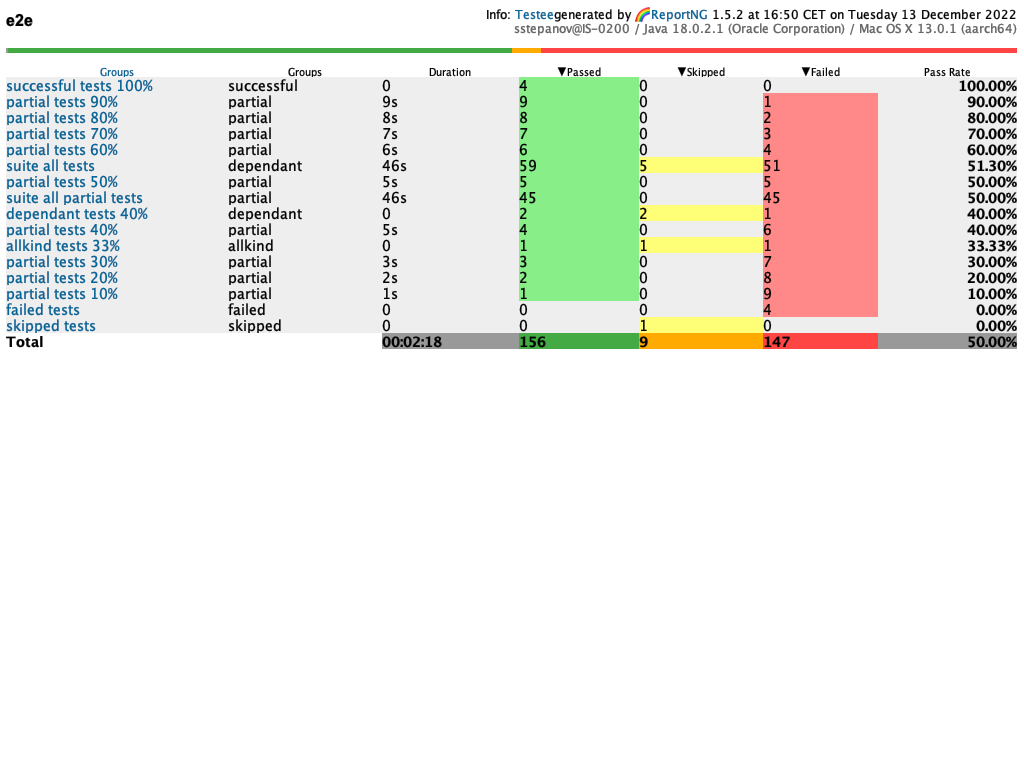 e2e
Info: Testeegenerated by 🌈ReportNG 1.5.2 at 16:50 CET on Tuesday 13 December 2022
sstepanov@IS-0200 / Java 18.0.2.1 (Oracle Corporation) / Mac OS X 13.0.1 (aarch64)
Groups Groups Duration ▼Passed ▼Skipped ▼Failed Pass Rate
successful tests 100% successful 0 4 0 0 100.00%
partial tests 90% partial 9s 9 0 1 90.00%
partial tests 80% partial 8s 8 0 2 80.00%
partial tests 70% partial 7s 7 0 3 70.00%
partial tests 60% partial 6s 6 0 4 60.00%
suite all tests dependant 46s 59 5 51 51.30%
partial tests 50% partial 5s 5 0 5 50.00%
suite all partial tests partial 46s 45 0 45 50.00%
dependant tests 40% dependant 0 2 2 1 40.00%
partial tests 40% partial 5s 4 0 6 40.00%
allkind tests 33% allkind 0 1 1 1 33.33%
partial tests 30% partial 3s 3 0 7 30.00%
partial tests 20% partial 2s 2 0 8 20.00%
partial tests 10% partial 1s 1 0 9 10.00%
failed tests failed 0 0 0 4 0.00%
skipped tests skipped 0 0 1 0 0.00%
Total 00:02:18 156 9 147 50.00%